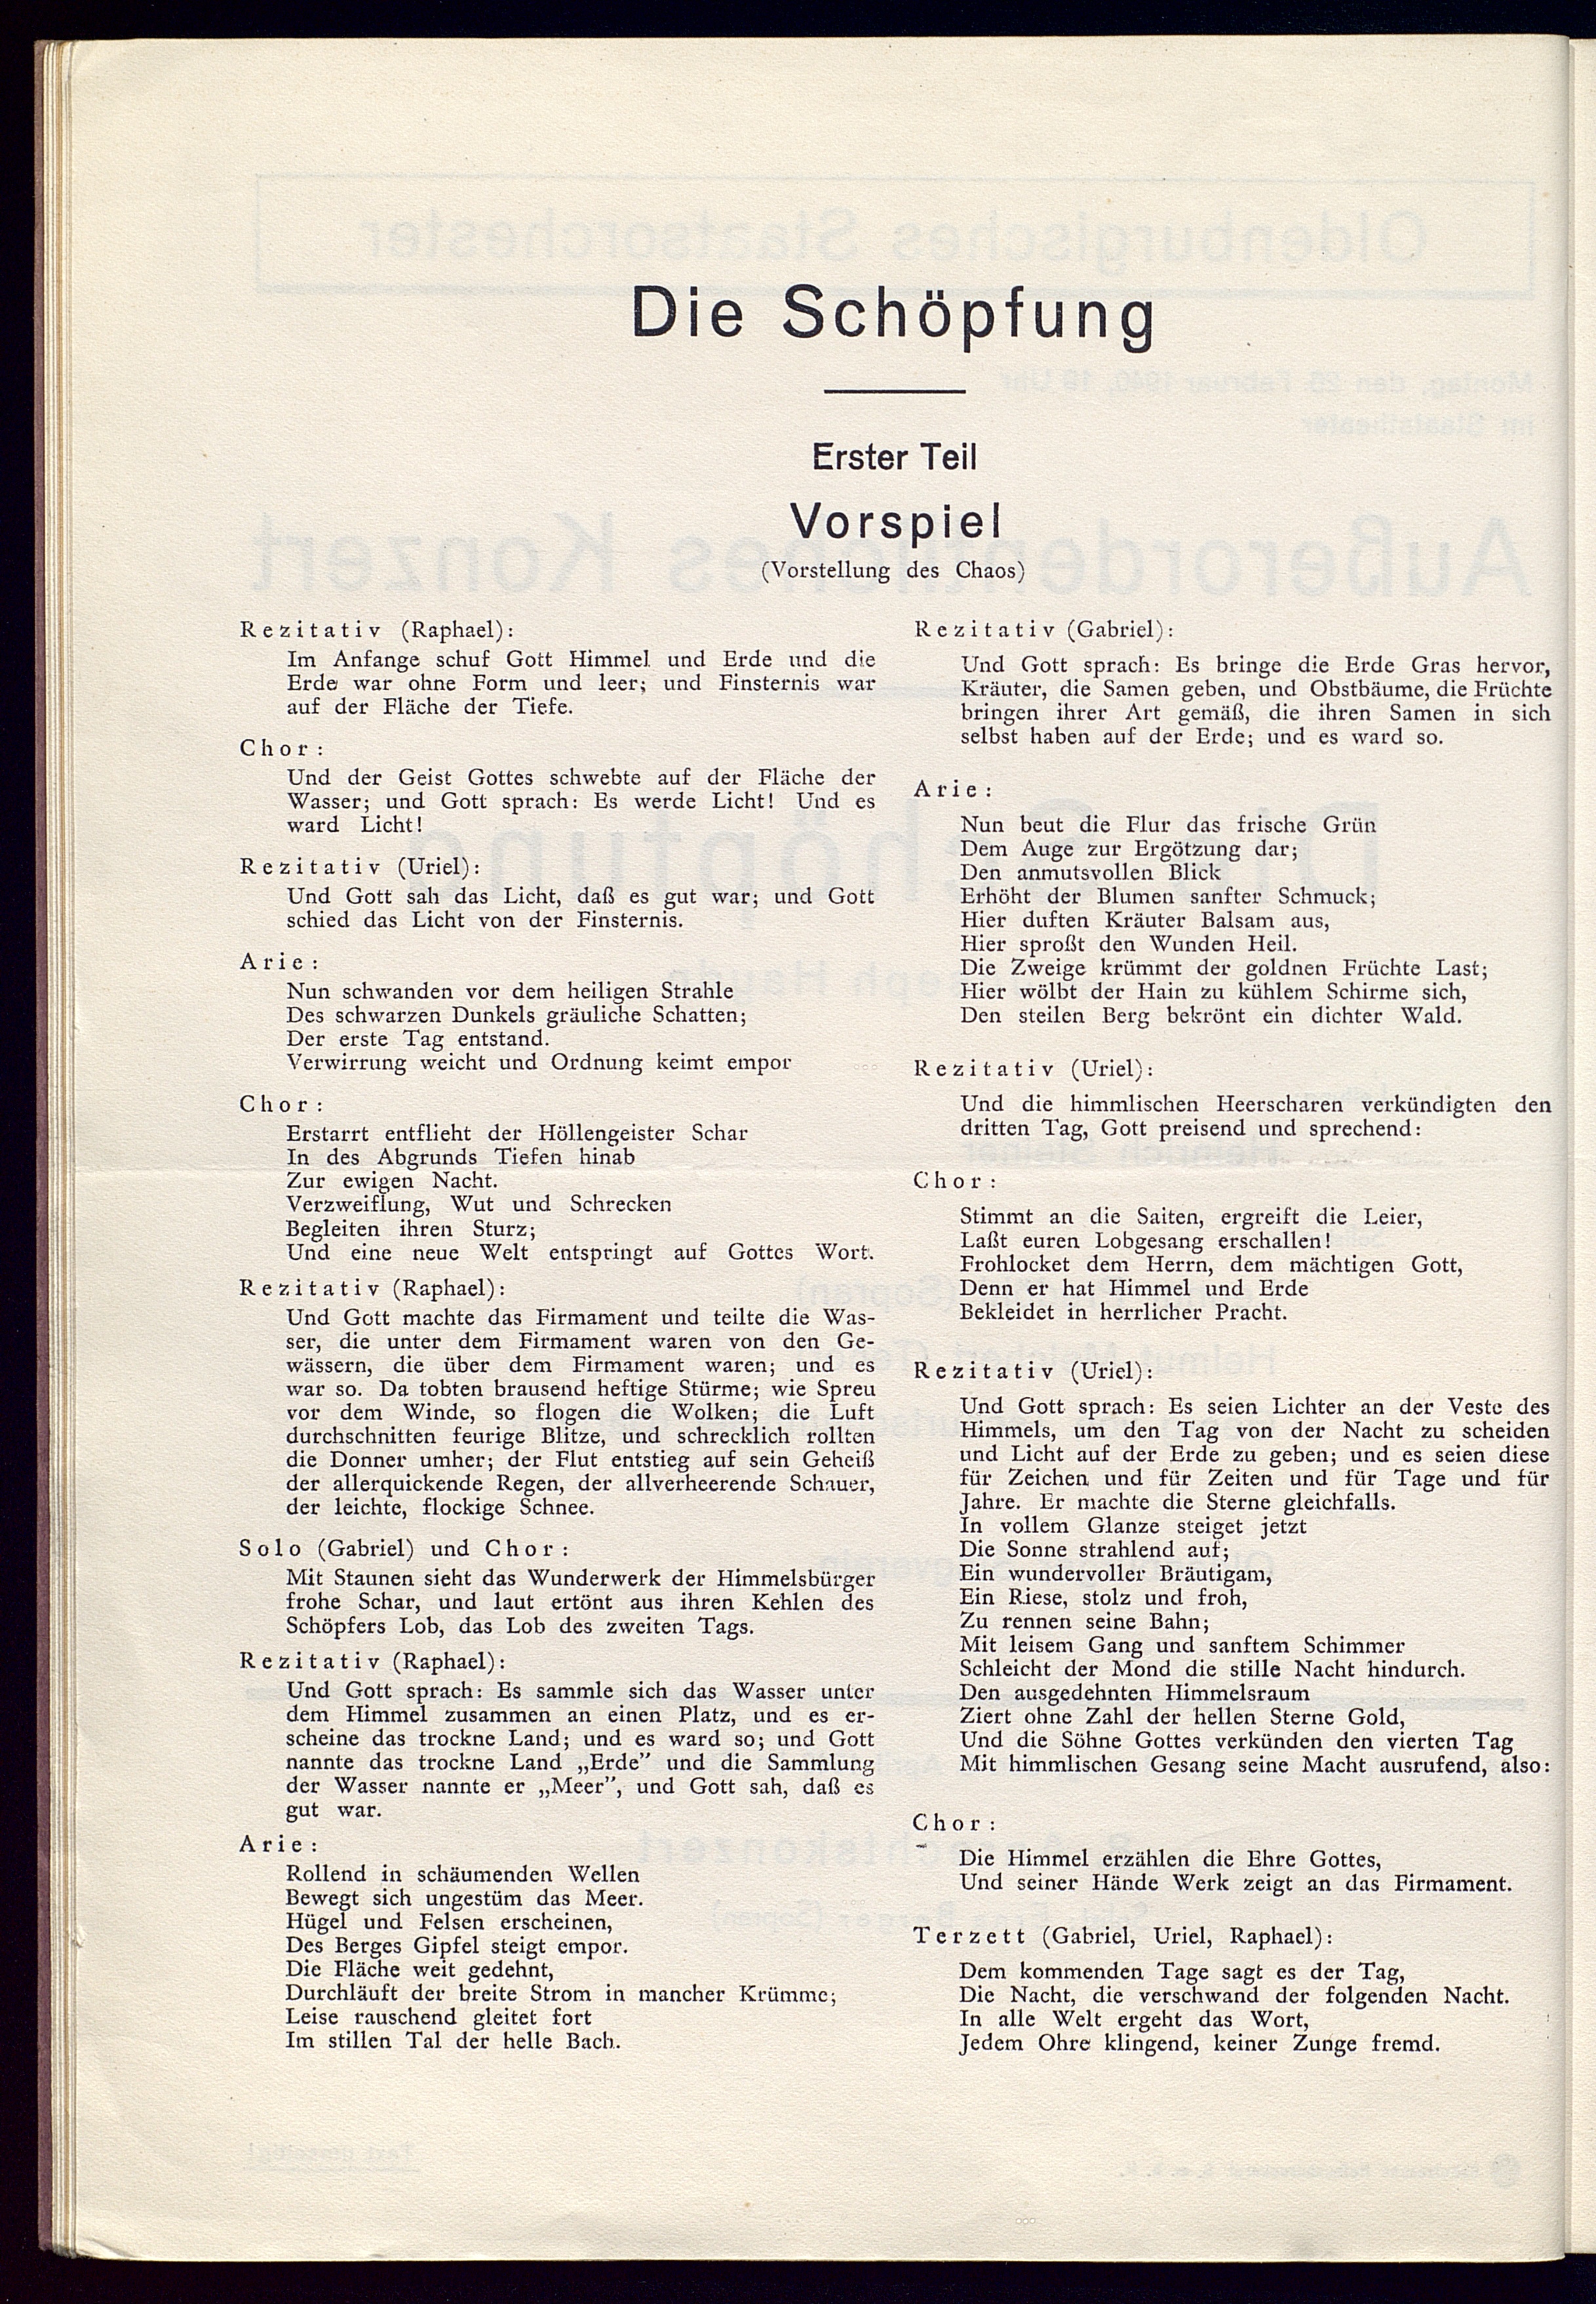 Die Schöpfung
Erster Teil
Vorspiel
(Vorstellung des Chaos)
Rezitativ (Raphael):
Im Anfange schuf Gott Himmel und Erde und die
Erde war ohne Form und leer; und Finsternis war
auf der Fläche der Tiefe.
Chor:
Und der Geist Gottes schwebte auf der Fläche der
Wasser; und Gott sprach: Es werde Licht! Und es
ward Licht!
Rezitativ (Uriel):
Und Gott sah das Licht, daß es gut war; und Gott
schied das Licht von der Finsternis.
Arie:
Nun schwanden vor dem heiligen Strahle
Des schwarzen Dunkels gräuliche Schatten;
Der erste Tag entstand.
Verwirrung weicht und Ordnung keimt empor
Chor:
Erstarrt entflieht der Höllengeister Schar
In des Abgrunds Tiefen hinab
Zur ewigen Nacht.
Verzweiflung, Wut und Schrecken
Begleiten ihren Sturz;
Und eine neue Welt entspringt auf Gottes Wort.
Rezitativ (Raphael):
Und Gott machte das Firmament und teilte die Was-
ser, die unter dem Firmament waren von den Ge-
wässern, die über dem Firmament waren; und es
war so. Da tobten brausend heftige Stürme; wie Spreu
vor dem Winde, so flogen die Wolken; die Luft
durchschnitten feurige Blitze, und schrecklich rollten
die Donner umher; der Flut entstieg auf sein Geheiß
der allerquickende Regen, der allverheerende Schauer,
der leichte, flockige Schnee.
Solo (Gabriel) und Chor:
Mit Staunen sieht das Wunderwerk der Himmelsbürger
frohe Schar, und laut ertönt aus ihren Kehlen des
Schöpfers Lob, das Lob des zweiten Tags.
Rezitativ (Raphael):
Und Gott sprach: Es sammle sich das Wasser unter
dem Himmel zusammen an einen Platz, und es er-
scheine das trockne Land; und es ward so; und Gott
nannte das trockne Land „Erde” und die Sammlung
der Wasser nannte er „Meer”, und Gott sah, daß es
gut war.
Arie:
Rollend in schäumenden Wellen
Bewegt sich ungestüm das Meer.
Hügel und Felsen erscheinen,
Des Berges Gipfel steigt empor.
Die Fläche weit gedehnt,
Durchläuft der breite Strom in mancher Krümme;
Leise rauschend gleitet fort
Im stillen Tal der helle Bach.
Rezitativ (Gabriel):
Und Gott sprach: Es bringe die Erde Gras hervor,
Kräuter, die Samen geben, und Obstbäume, die Früchte
bringen ihrer Art gemäß, die ihren Samen in sich
selbst haben auf der Erde; und es ward so.
Arie:
Nun beut die Flur das frische Grün
Dem Auge zur Ergötzung dar;
Den anmutsvollen Blick
Erhöht der Blumen sanfter Schmuck;
Hier duften Kräuter Balsam aus,
Hier sproßt den Wunden Heil.
Die Zweige krümmt der goldnen Früchte Last;
Hier wölbt der Hain zu kühlem Schirme sich,
Den steilen Berg bekrönt ein dichter Wald.
Rezitativ (Uriel):
Und die himmlischen Heerscharen verkündigten den
dritten Tag, Gott preisend und sprechend:
Chor:
Stimmt an die Saiten, ergreift die Leier,
Laßt euren Lobgesang erschallen!
Frohlocket dem Herrn, dem mächtigen Gott,
Denn er hat Himmel und Erde
Bekleidet in herrlicher Pracht.
Rezitativ (Uriel):
Und Gott sprach: Es seien Lichter an der Veste des
Himmels, um den Tag von der Nacht zu scheiden
und Licht auf der Erde zu geben; und es seien diese
für Zeichen und für Zeiten und für Tage und für
Jahre. Er machte die Sterne gleichfalls.
In vollem Glanze steiget jetzt
Die Sonne strahlend auf;
Ein wundervoller Bräutigam,
Ein Riese, stolz und froh,
Zu rennen seine Bahn;
Mit leisem Gang und sanftem Schimmer
Schleicht der Mond die stille Nacht hindurch.
Den ausgedehnten Himmelsraum
Ziert ohne Zahl der hellen Sterne Gold,
Und die Söhne Gottes verkünden den vierten Tag
Mit himmlischen Gesang seine Macht ausrufend, also:
Chor:
Die Himmel erzählen die Ehre Gottes,
Und seiner Hände Werk zeigt an das Firmament.
Terzett (Gabriel, Uriel, Raphael):
Dem kommenden Tage sagt es der Tag,
Die Nacht, die verschwand der folgenden Nacht.
In alle Welt ergeht das Wort,
Jedem Ohre klingend, keiner Zunge fremd.